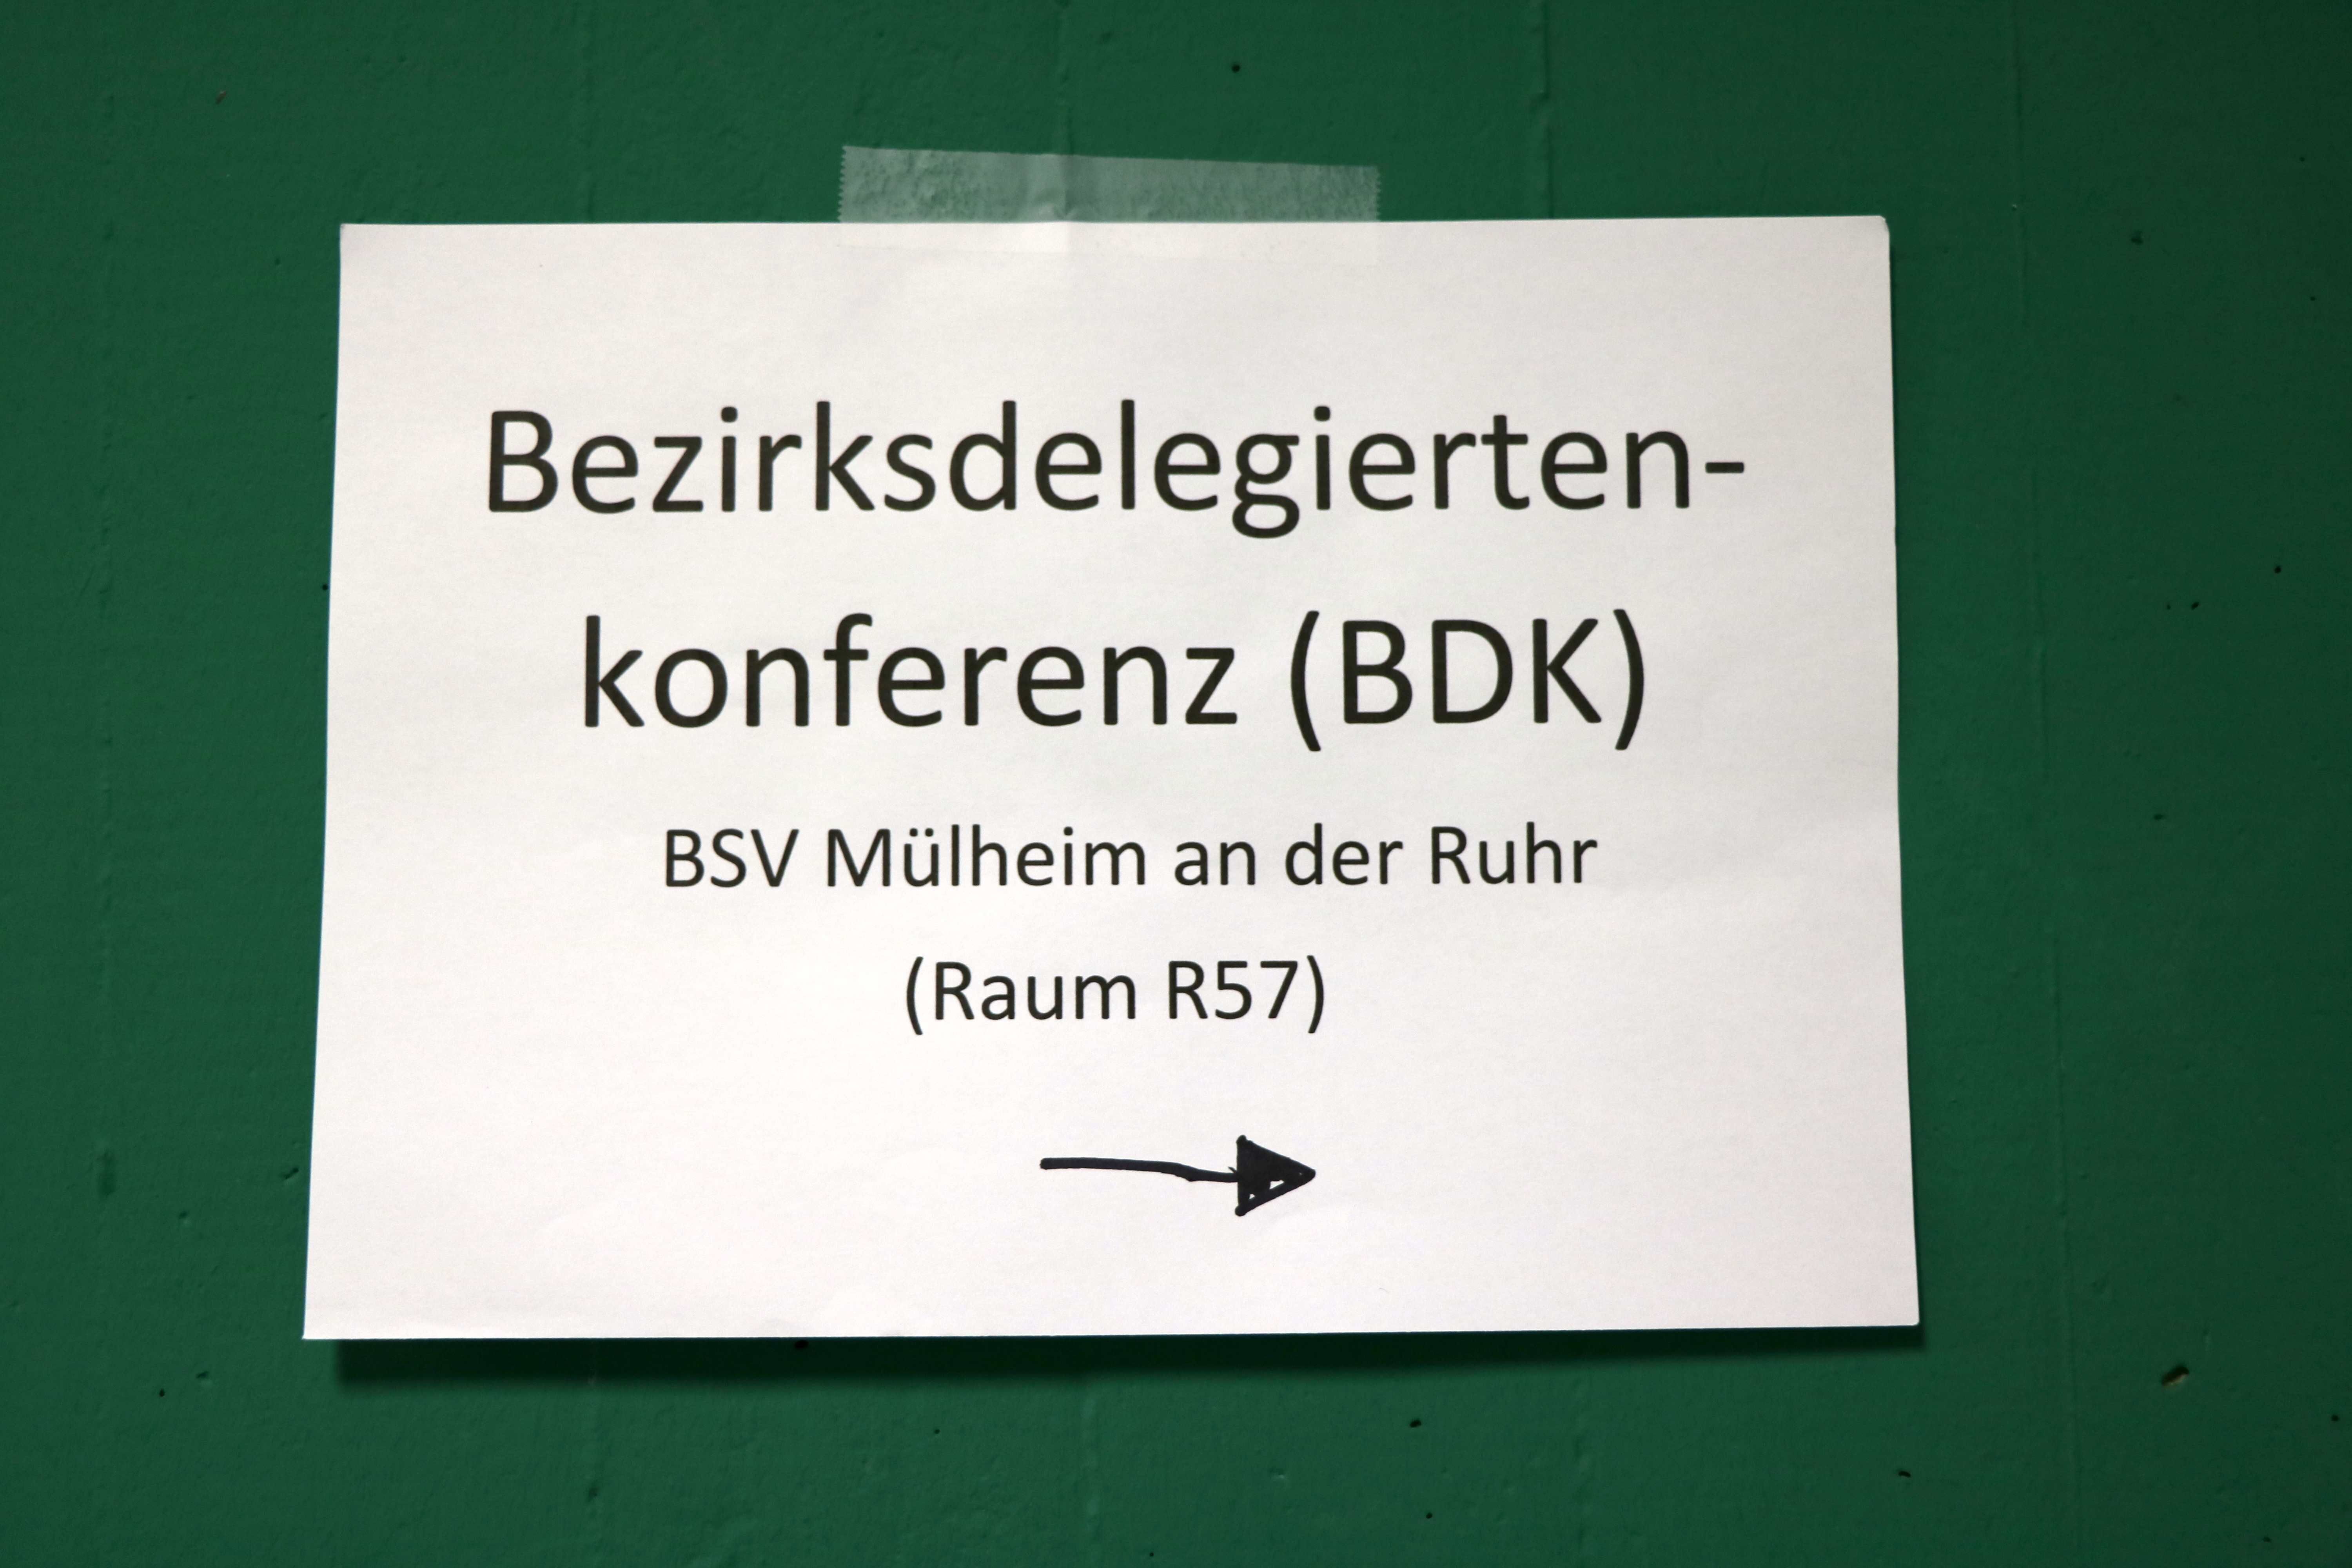 Bezirksdelegierten-
konferenz (BDK)
BSV Mülheim an der Ruhr
(Raum R57)